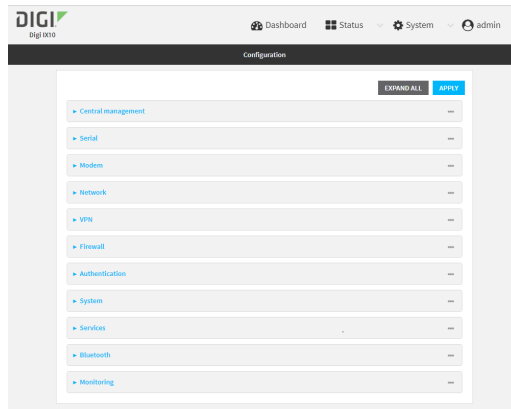 DIGI
Digi IX10
Dashboard Status System admin
Configuration
EXPAND ALL APPLY
Central management
Serial
Modem
Network
VPN
Firewall
Authentication
System
Services
Bluetooth
Monitoring